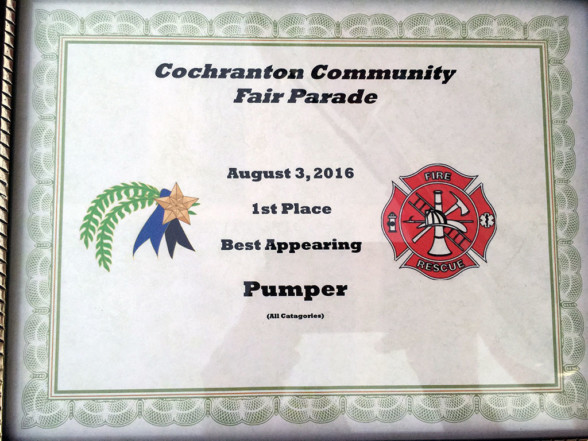 Cochranton Community
Fair Parade
August 3, 2016
1st Place
Best Appearing
Pumper
(All Catagories)
FIRE
RESCUE